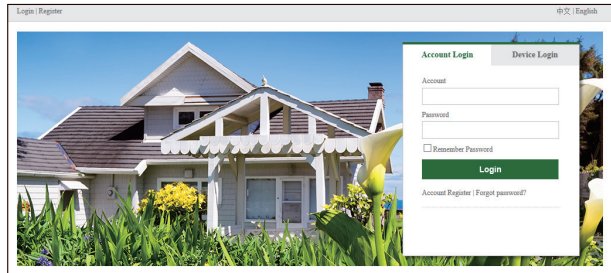 Login | Register
中文 | English
Account Login
Device Login
Account
Password
Remember Password
Login
Account Register | Forgot password?